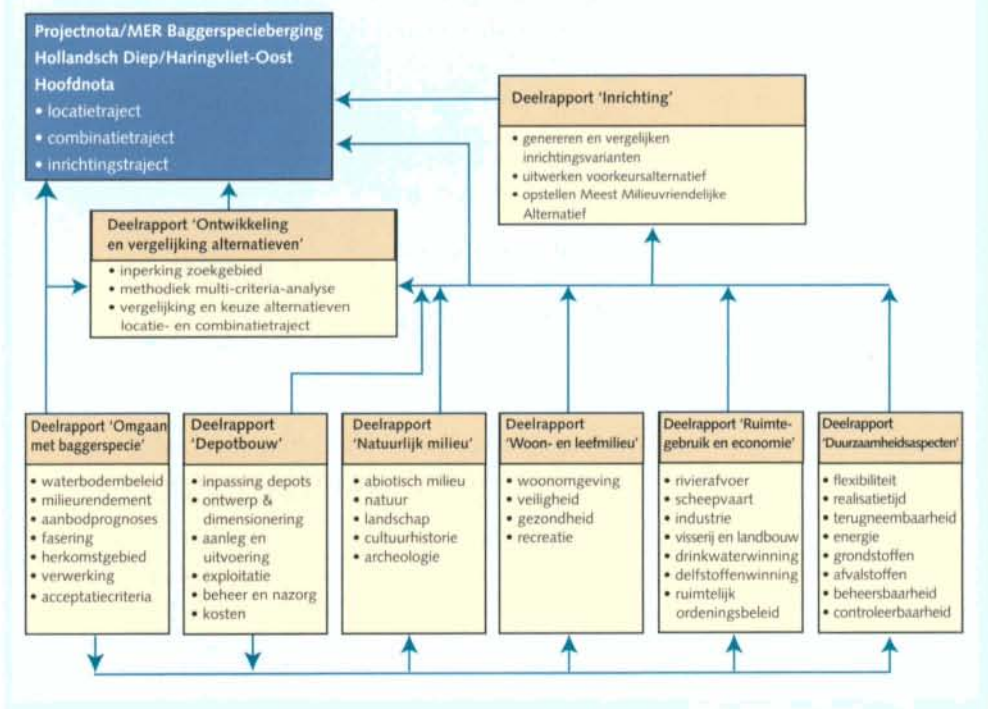 Projectnota/MER Baggerspecieberging
Hollandsch Diep/Haringvliet-Oost
Hoofdnota
• locatietraject
• combinatietraject
• inrichtingstraject
Deelrapport 'Inrichting'
• genereren en vergelijken
inrichtingsvarianten
• uitwerken voorkeursalternatief
• opstellen Meest Milieuvriendelijke
Alternatief
Deelrapport 'Ontwikkeling
en vergelijking alternatieven'
• inperking zoekgebied
• methodiek multi-criteria-analyse
• vergelijking en keuze alternatieven
locatie- en combinatietraject
Deelrapport 'Omgaan
met baggerspecie'
• waterbodembeleid
• milieurendement
• aanbodprognoses
• fasering
• herkomstgebied
• verwerking
• acceptatiecriteria
Deelrapport
'Depotbouw'
• inpassing depots
• ontwerp &
dimensionering
• aanleg en
uitvoering
• exploitatie
• beheer en nazorg
• kosten
Deelrapport
'Natuurlijk milieu'
• abiotisch milieu
• natuur
• landschap
• cultuurhistorie
• archeologie
Deelrapport
'Woon- en leefmilieu'
• woonomgeving
• veiligheid
• gezondheid
• recreatie
Deelrapport 'Ruimte-
gebruik en economie'
• rivierafvoer
• scheepvaart
• industrie
• visserij en landbouw
• drinkwaterwinning
• delfstoffenwinning
• ruimtelijk
ordeningsbeleid
Deelrapport
'Duurzaamheidsaspecten'
• flexibiliteit
• realisatietijd
• terugneembaarheid
• energie
• grondstoffen
• afvalstoffen
• beheersbaarheid
• controleerbaarheid